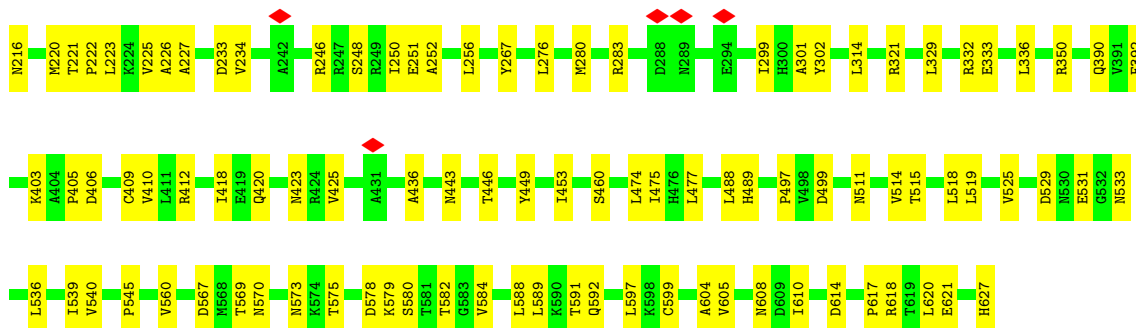 N216 M220 T221 P222 L223 K224 V225 A226 A227 D233 V234 A242 R246 R247 S248 R249 I250 E251 A252 L256 Y267 L276 M280 R283 D288 N289 E294 I299 H300 A301 Y302 L314 R321 L329 R332 E333 L336 R350 Q390 V391
K403 A404 P405 D406 C409 V410 L411 R412 I418 E419 Q420 N423 R424 V425 A431 A436 N443 T446 Y449 I453 S460 L474 I475 H476 L477 L488 H489 P497 V498 D499 N511 V514 T515 L518 L519 V525 D529 N530 E531 G532 N533
L536 I539 V540 P545 V560 D567 M568 T569 N570 N573 K574 T575 D578 K579 S580 T581 T582 G583 V584 L588 L589 K590 T591 Q592 L597 K598 C599 A604 V605 N608 D609 I610 D614 P617 R618 T619 L620 E621 H627